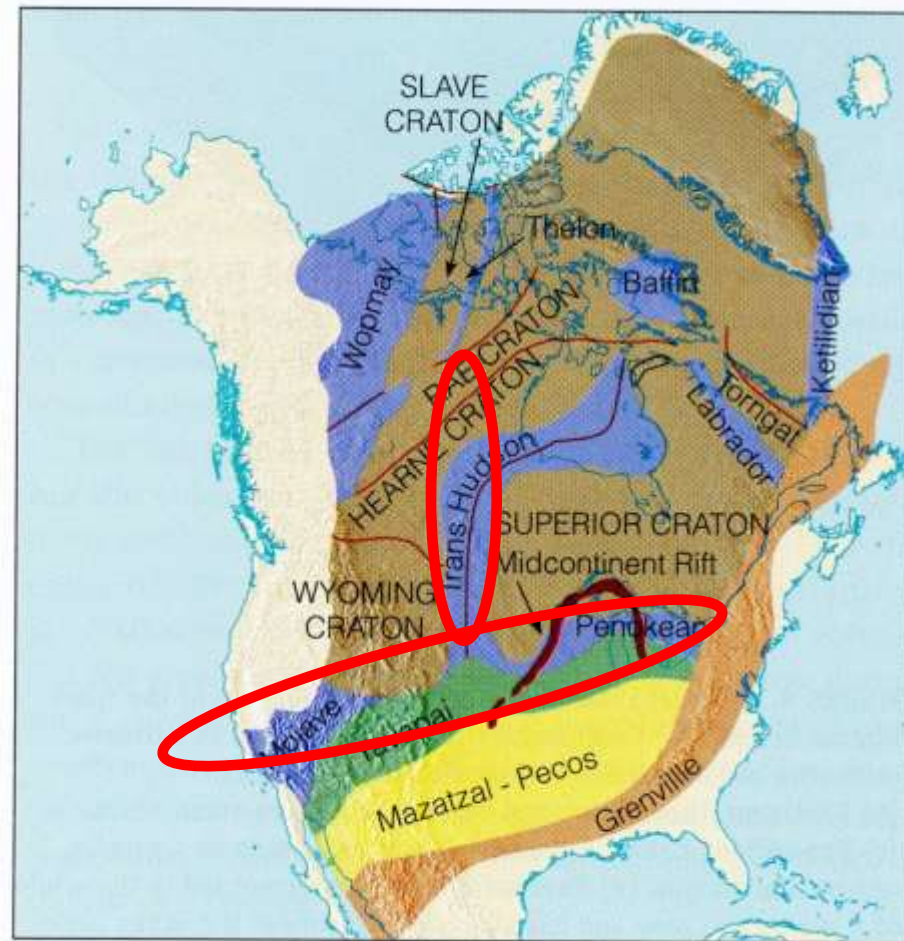 SLAVE
CRATON
Thelon
Baffin
Wopmay
RAE CRATON
HEARNE CRATON
Ketilidian
Torngat
Labrador
Trans Hudson
SUPERIOR CRATON
Midcontinent Rift
WYOMING
CRATON
Penokean
Mojave
Yavapai
Mazatzal - Pecos
Grenvillle